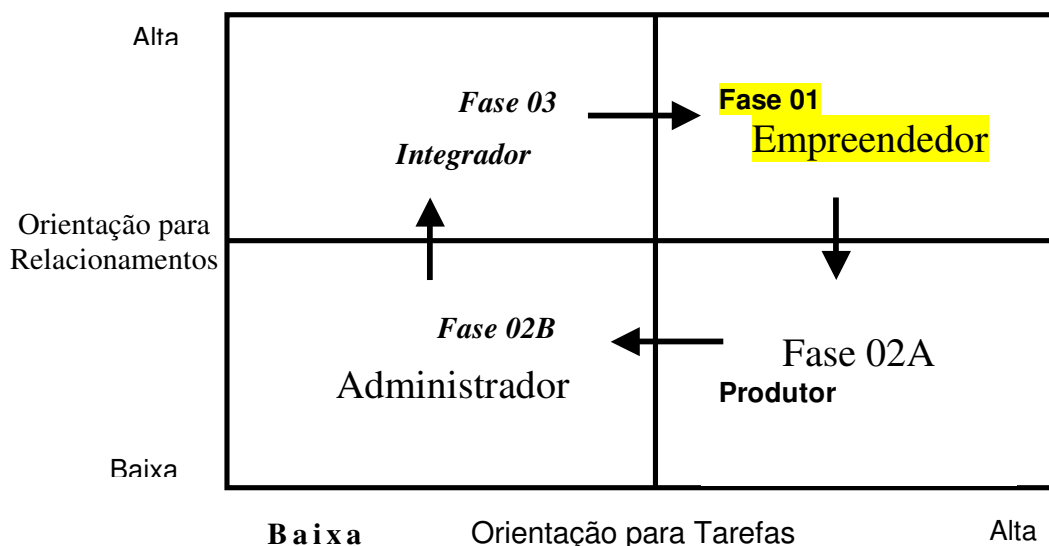 Alta
Fase 03
Integrador
Fase 01
Empreendedor
Orientação para
Relacionamentos
Fase 02B
Administrador
Fase 02A
Produtor
Baixa
Baixa
Orientação para Tarefas
Alta